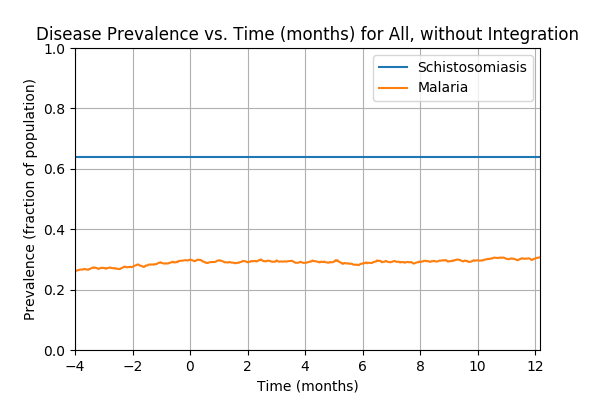 Disease Prevalence vs. Time (months) for All, without Integration
Schistosomiasis
Malaria
Prevalence (fraction of population)
1.0
0.8
0.6
0.4
0.2
0.0
−4 −2 0 2 4 6 8 10 12
Time (months)